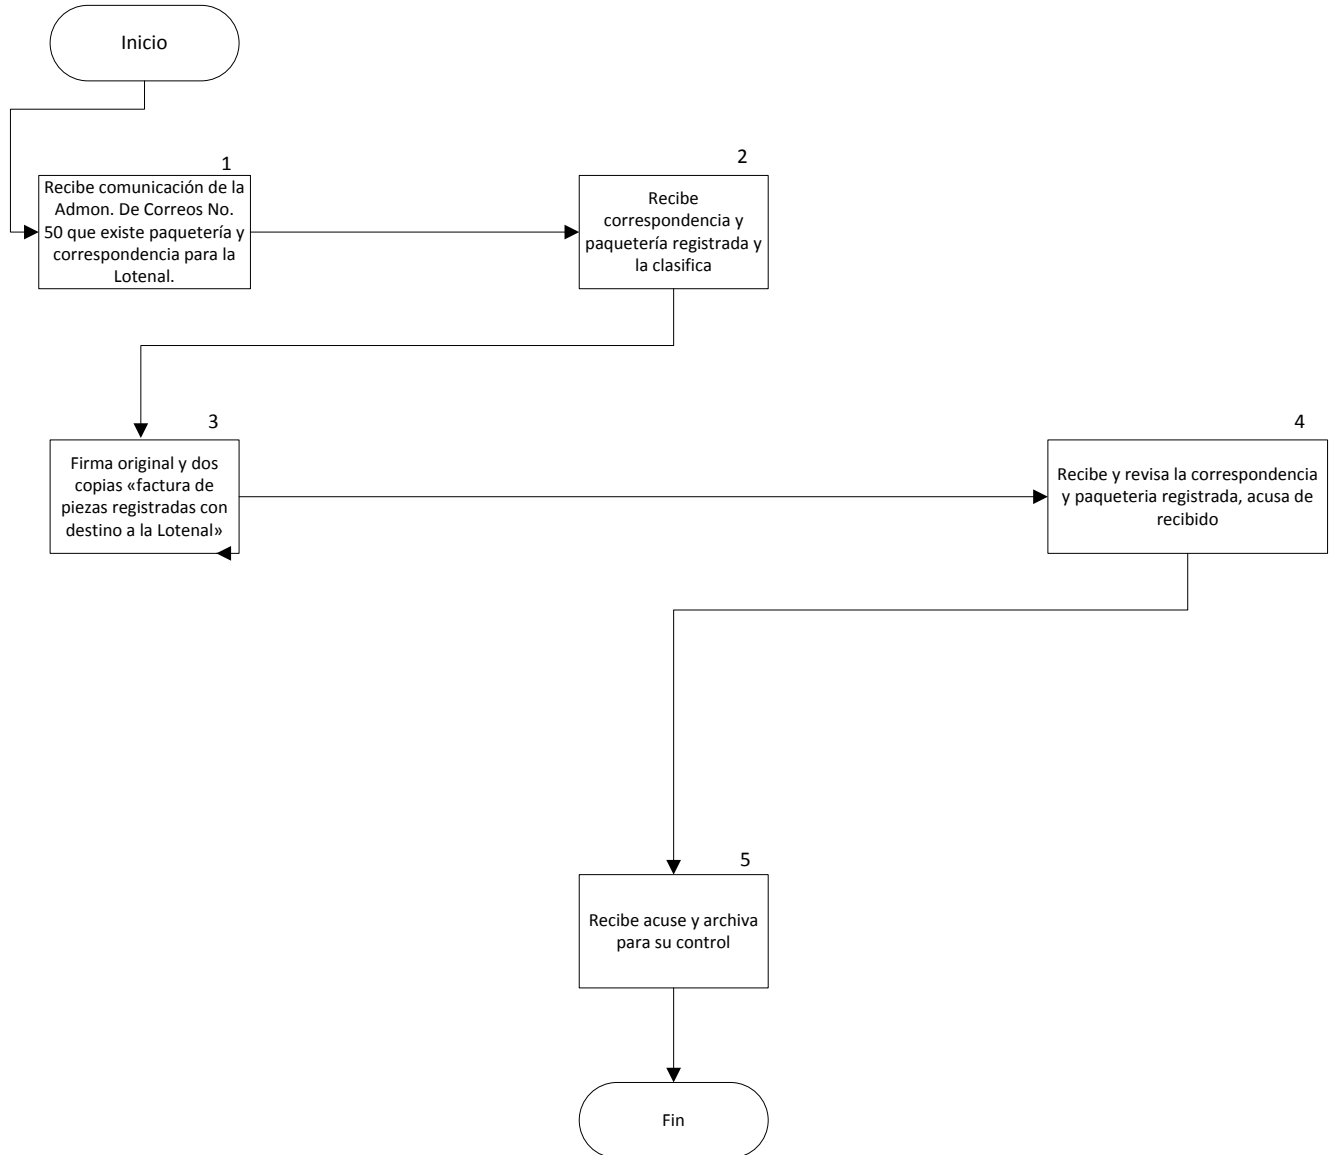 Inicio
1
Recibe comunicación de la
Admon. De Correos No.
50 que existe paquetería y
correspondencia para la
Lotenal.
2
Recibe
correspondencia y
paquetería registrada y
la clasifica
3
Firma original y dos
copias «factura de
piezas registradas con
destino a la Lotenal»
4
Recibe y revisa la correspondencia
y paqueteria registrada, acusa de
recibido
5
Recibe acuse y archiva
para su control
Fin